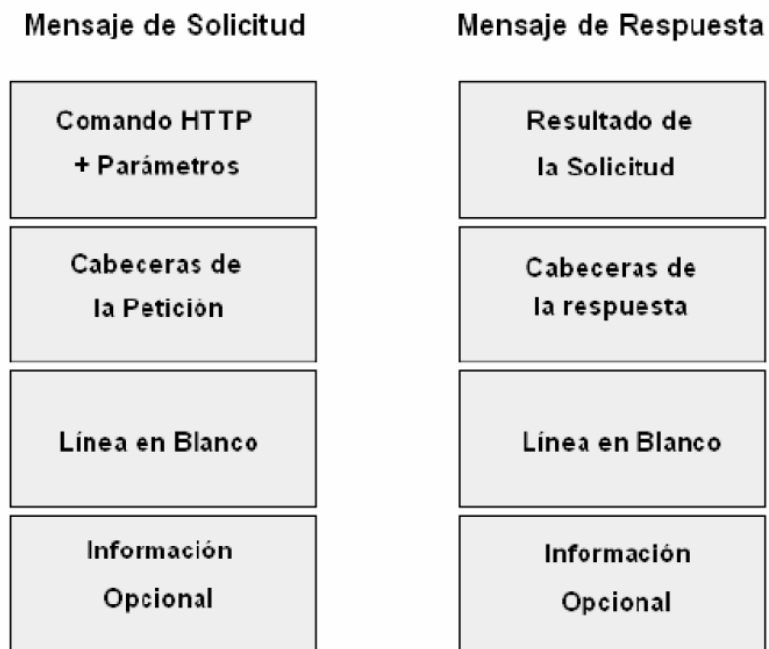 Mensaje de Solicitud
Comando HTTP
+ Parámetros
Cabeceras de
la Petición
Línea en Blanco
Información
Opcional
Mensaje de Respuesta
Resultado de
la Solicitud
Cabeceras de
la respuesta
Línea en Blanco
Información
Opcional